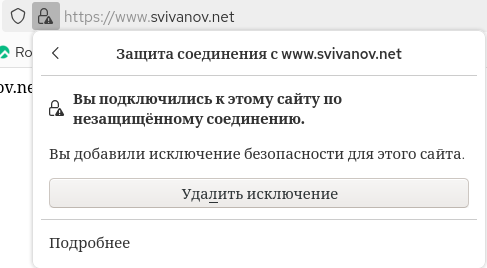 https://www.svivanov.net
Ro
Защита соединения с www.svivanov.net
ov.ne
Вы подключились к этому сайту по
незащищённому соединению.
Вы добавили исключение безопасности для этого сайта.
Удалить исключение
Подробнее